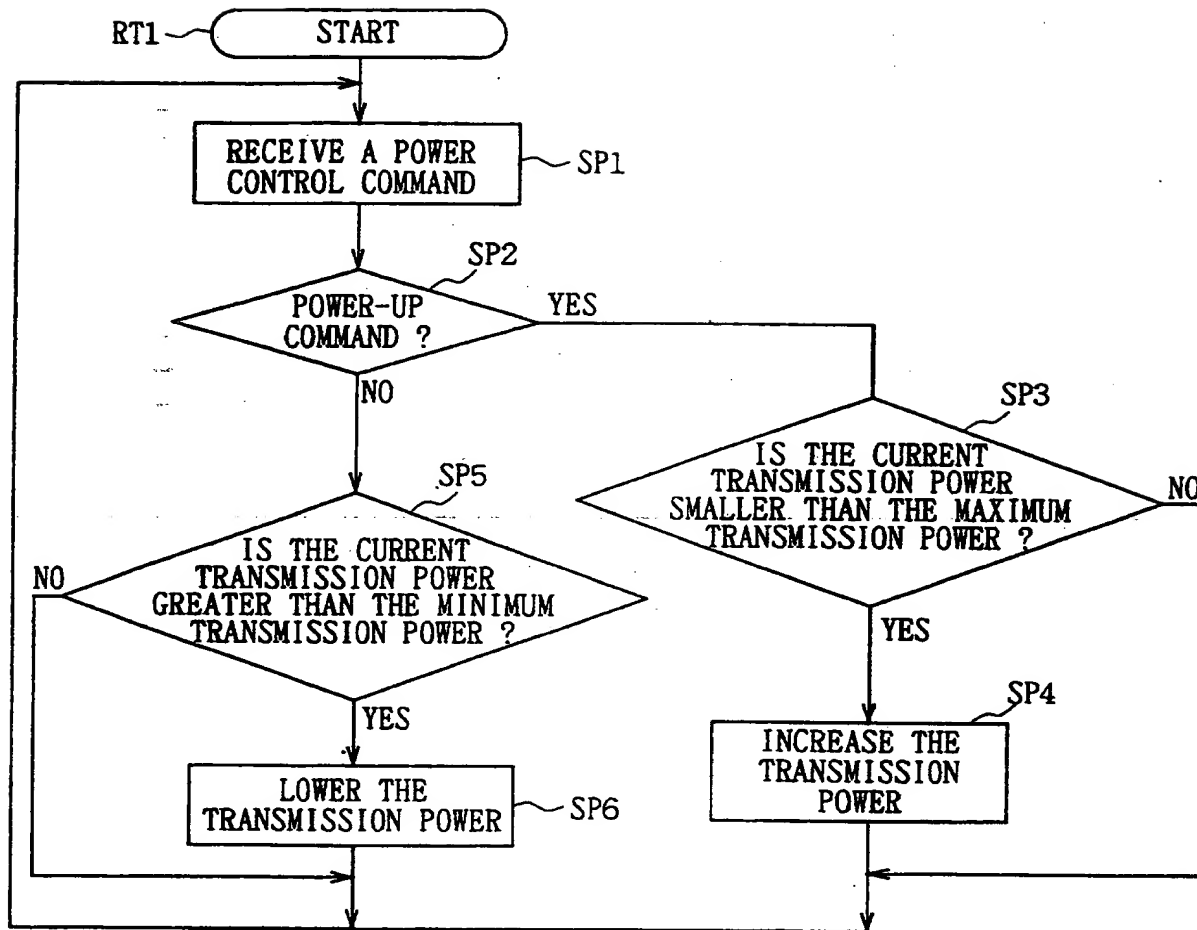 RT1
START
RECEIVE A POWER
CONTROL COMMAND
SP1
SP2
POWER-UP
COMMAND ?
YES
NO
SP3
IS THE CURRENT
TRANSMISSION POWER
SMALLER THAN THE MAXIMUM
TRANSMISSION POWER ?
NO
SP5
IS THE CURRENT
TRANSMISSION POWER
GREATER THAN THE MINIMUM
TRANSMISSION POWER ?
NO
YES
YES
SP4
INCREASE THE
TRANSMISSION
POWER
LOWER THE
TRANSMISSION POWER
SP6